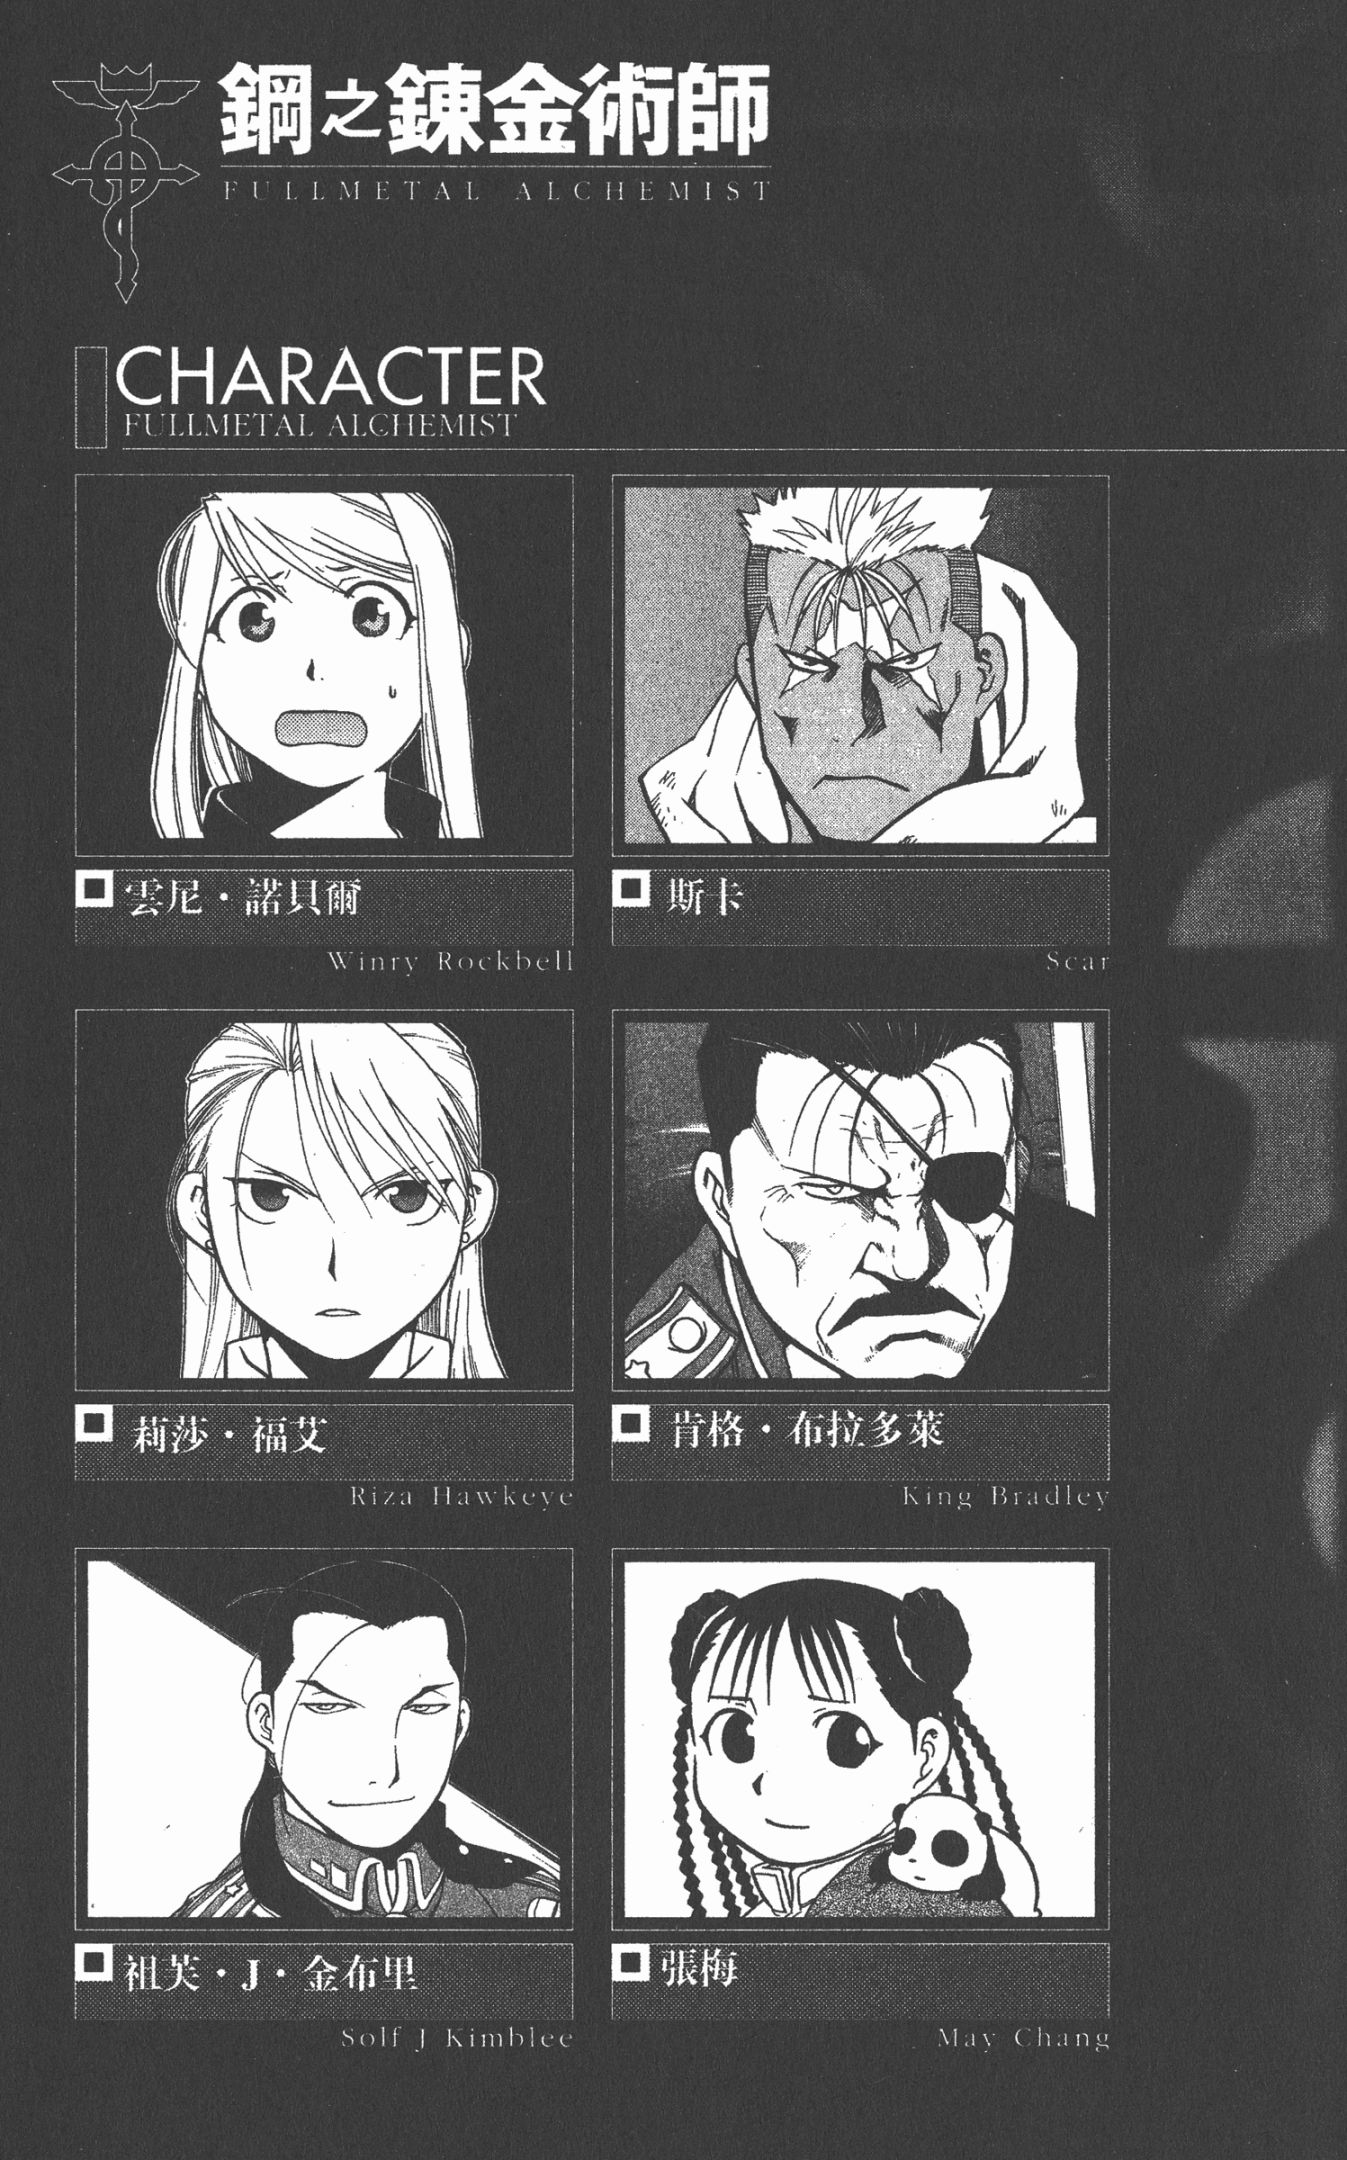 鋼之錬金術師
FULLMETAL ALCHEMIST
CHARACTER
FULLMETAL ALCHEMIST
雲尼・諾貝爾
Winry Rockbell
斯卡
Scar
莉莎・福艾
Riza Hawkeye
肯格・布拉多萊
King Bradley
祖芙・J・金布里
Solf J Kimblee
張梅
May Chang